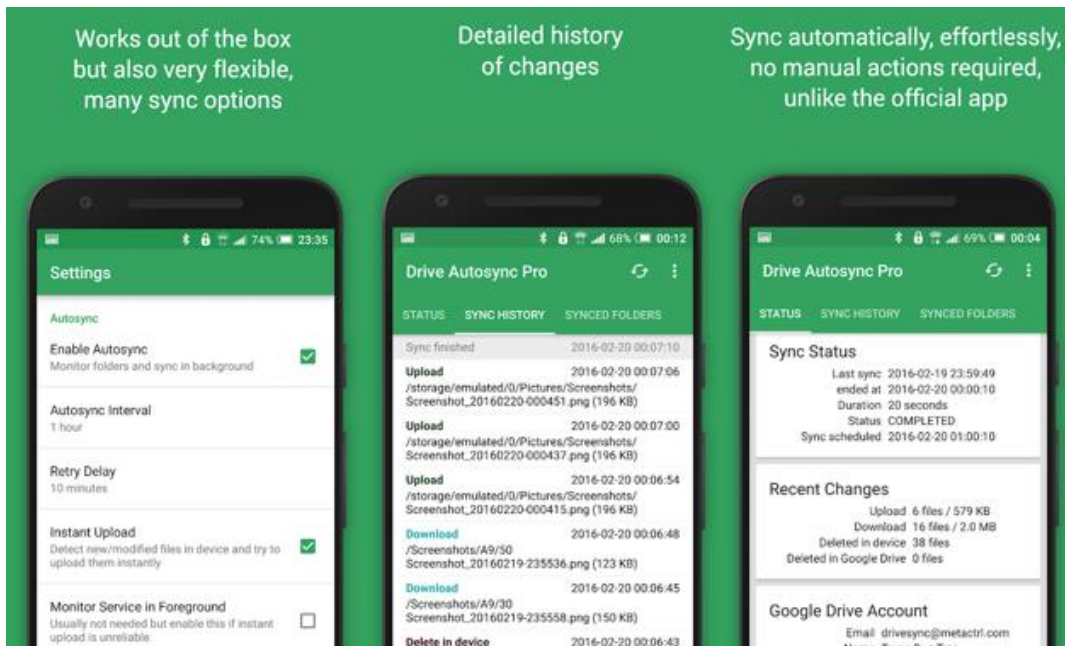 Works out of the box
but also very flexible,
many sync options
74% 23:35
Settings
Autosync
Enable Autosync
Monitor folders and sync in background
Autosync Interval
1 hour
Retry Delay
10 minutes
Instant Upload
Detect new/modified files in device and try to
upload them instantly
Monitor Service in Foreground
Usually not needed but enable this if instant
upload is unreliable
Detailed history
of changes
68% 00:12
Drive Autosync Pro
STATUS SYNC HISTORY SYNCED FOLDERS
Sync finished 2016-02-20 00:07:10
Upload 2016-02-20 00:07:06
/storage/emulated/0/Pictures/Screenshots/
Screenshot_20160220-000451.png (196 KB)
Upload 2016-02-20 00:07:00
/storage/emulated/0/Pictures/Screenshots/
Screenshot_20160220-000437.png (196 KB)
Upload 2016-02-20 00:06:54
/storage/emulated/0/Pictures/Screenshots/
Screenshot_20160220-000415.png (196 KB)
Download 2016-02-20 00:06:48
/Screenshots/A9/50
Screenshot_20160219-235536.png (123 KB)
Download 2016-02-20 00:06:45
/Screenshots/A9/30
Screenshot_20160219-235558.png (150 KB)
Delete in device 2016-02-20 00:06:43
Sync automatically, effortlessly,
no manual actions required,
unlike the official app
69% 00:04
Drive Autosync Pro
STATUS SYNC HISTORY SYNCED FOLDERS
Sync Status
Last sync 2016-02-19 23:59:49
ended at 2016-02-20 00:00:10
Duration 20 seconds
Status COMPLETED
Sync scheduled 2016-02-20 01:00:10
Recent Changes
Upload 6 files / 579 KB
Download 16 files / 2.0 MB
Deleted in device 38 files
Deleted in Google Drive 0 files
Google Drive Account
Email drivesync@metactrl.com